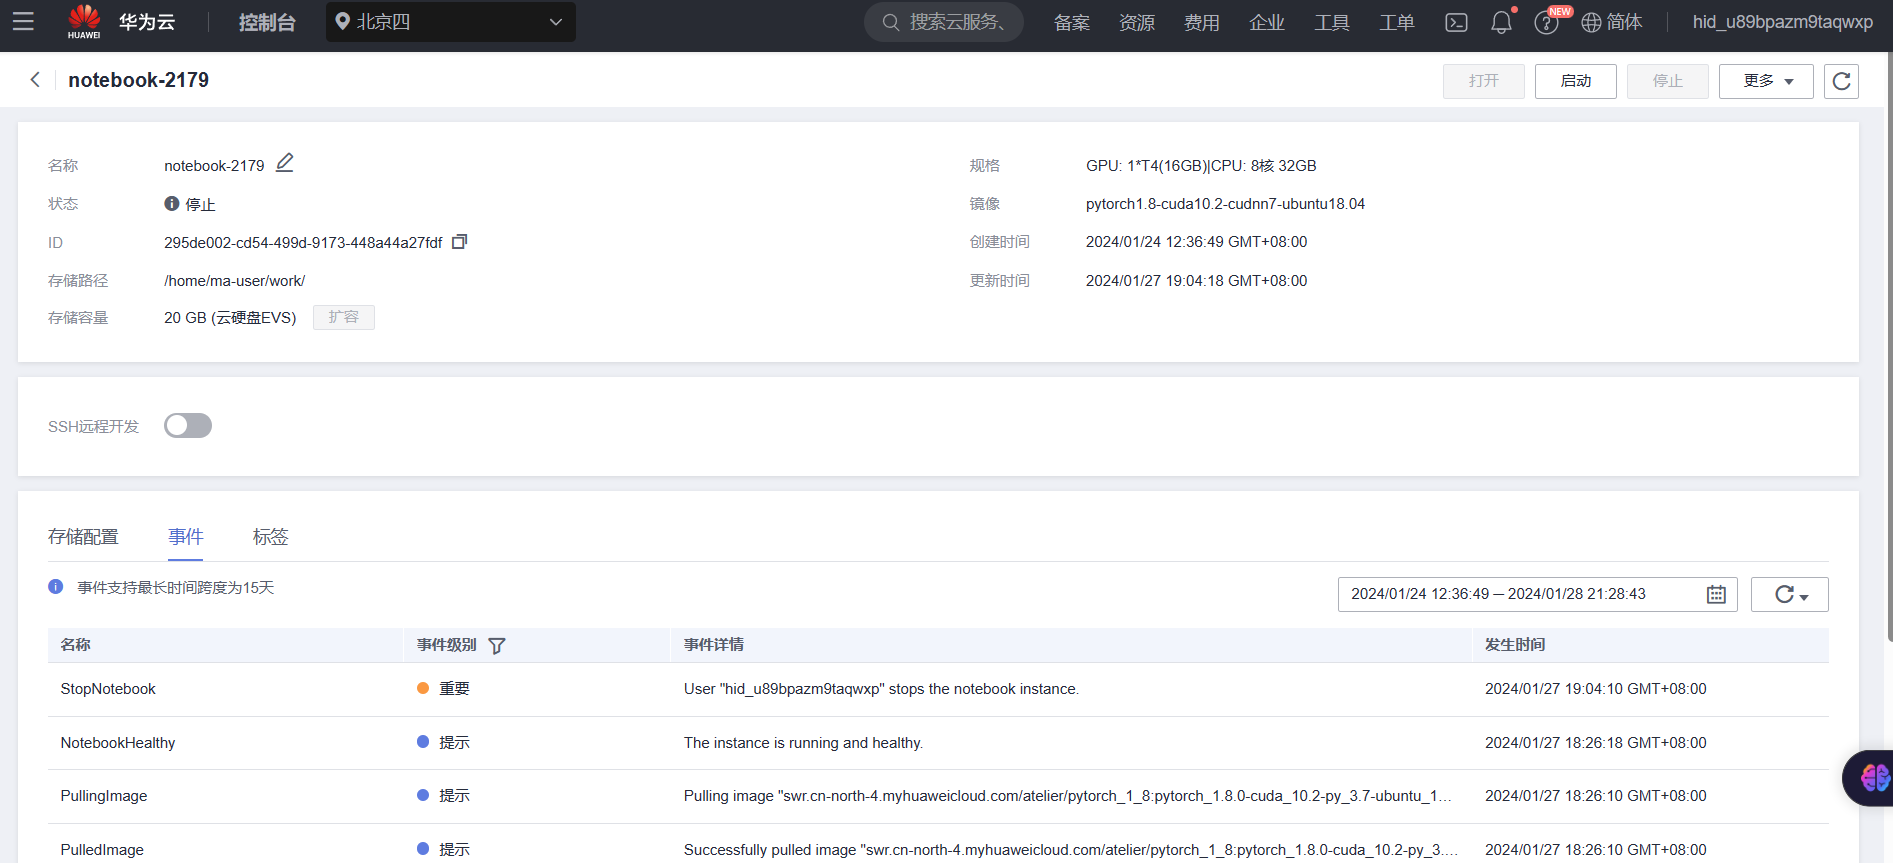 HUAWEI 华为云 控制台 北京四 搜索云服务、 备案 资源 费用 企业 工具 工单 NEW 简体 hid_u89bpazm9taqwxp
notebook-2179 打开 启动 停止 更多
名称 notebook-2179 规格 GPU: 1*T4(16GB)|CPU: 8核 32GB
状态 停止 镜像 pytorch1.8-cuda10.2-cudnn7-ubuntu18.04
ID 295de002-cd54-499d-9173-448a44a27fdf 创建时间 2024/01/24 12:36:49 GMT+08:00
存储路径 /home/ma-user/work/ 更新时间 2024/01/27 19:04:18 GMT+08:00
存储容量 20 GB (云硬盘EVS) 扩容
SSH远程开发
存储配置 事件 标签
事件支持最长时间跨度为15天 2024/01/24 12:36:49 — 2024/01/28 21:28:43
名称 事件级别 事件详情 发生时间
StopNotebook 重要 User "hid_u89bpazm9taqwxp" stops the notebook instance. 2024/01/27 19:04:10 GMT+08:00
NotebookHealthy 提示 The instance is running and healthy. 2024/01/27 18:26:18 GMT+08:00
PullingImage 提示 Pulling image "swr.cn-north-4.myhuaweicloud.com/atelier/pytorch_1_8:pytorch_1.8.0-cuda_10.2-py_3.7-ubuntu_1... 2024/01/27 18:26:10 GMT+08:00
PulledImage 提示 Successfully pulled image "swr.cn-north-4.myhuaweicloud.com/atelier/pytorch_1_8:pytorch_1.8.0-cuda_10.2-py_3.... 2024/01/27 18:26:10 GMT+08:00